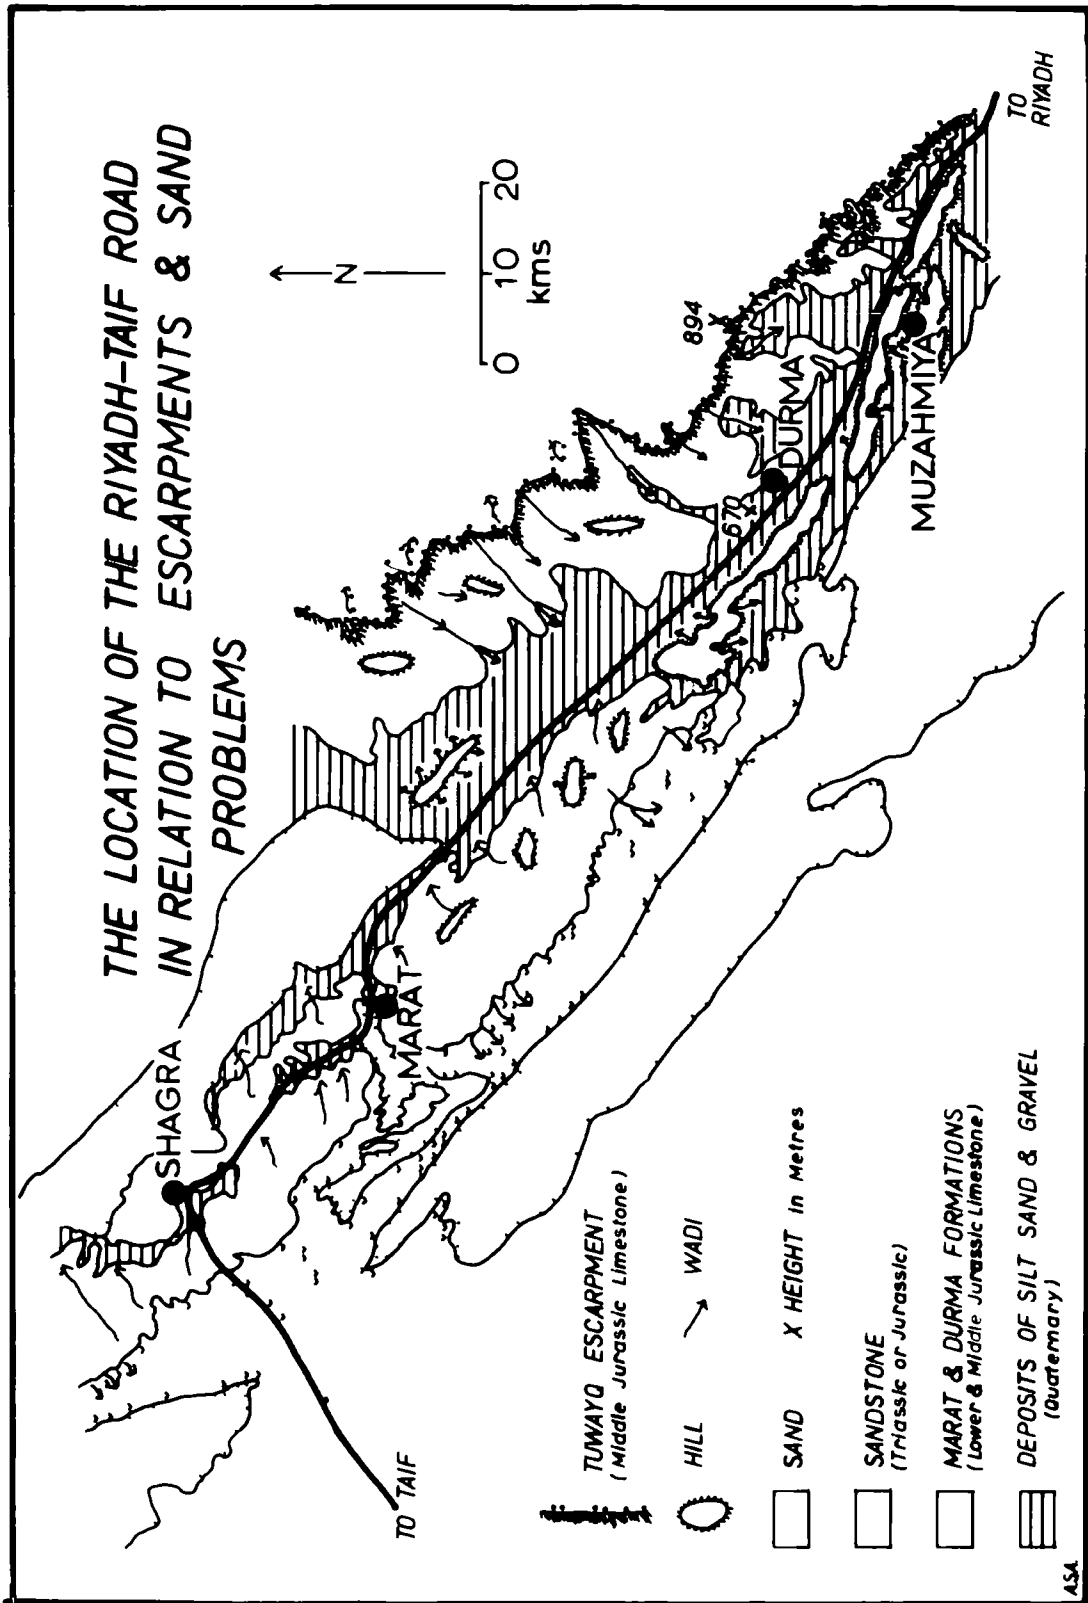 THE LOCATION OF THE RIYADH-TAIF ROAD
IN RELATION TO ESCARPMENTS & SAND
PROBLEMS
N
0 10 20
kms
SHAGRA
MARAT
894
670
DURMA
MUZAHMIYA
TO
RIYADH
TO TAIF
TUWAYQ ESCARPMENT
(Middle Jurassic Limestone)
HILL
WADI
SAND
X HEIGHT in Metres
SANDSTONE
(Triassic or Jurassic)
MARAT & DURMA FORMATIONS
(Lower & Middle Jurassic Limestone)
DEPOSITS OF SILT SAND & GRAVEL
(Quaternary)
ASA